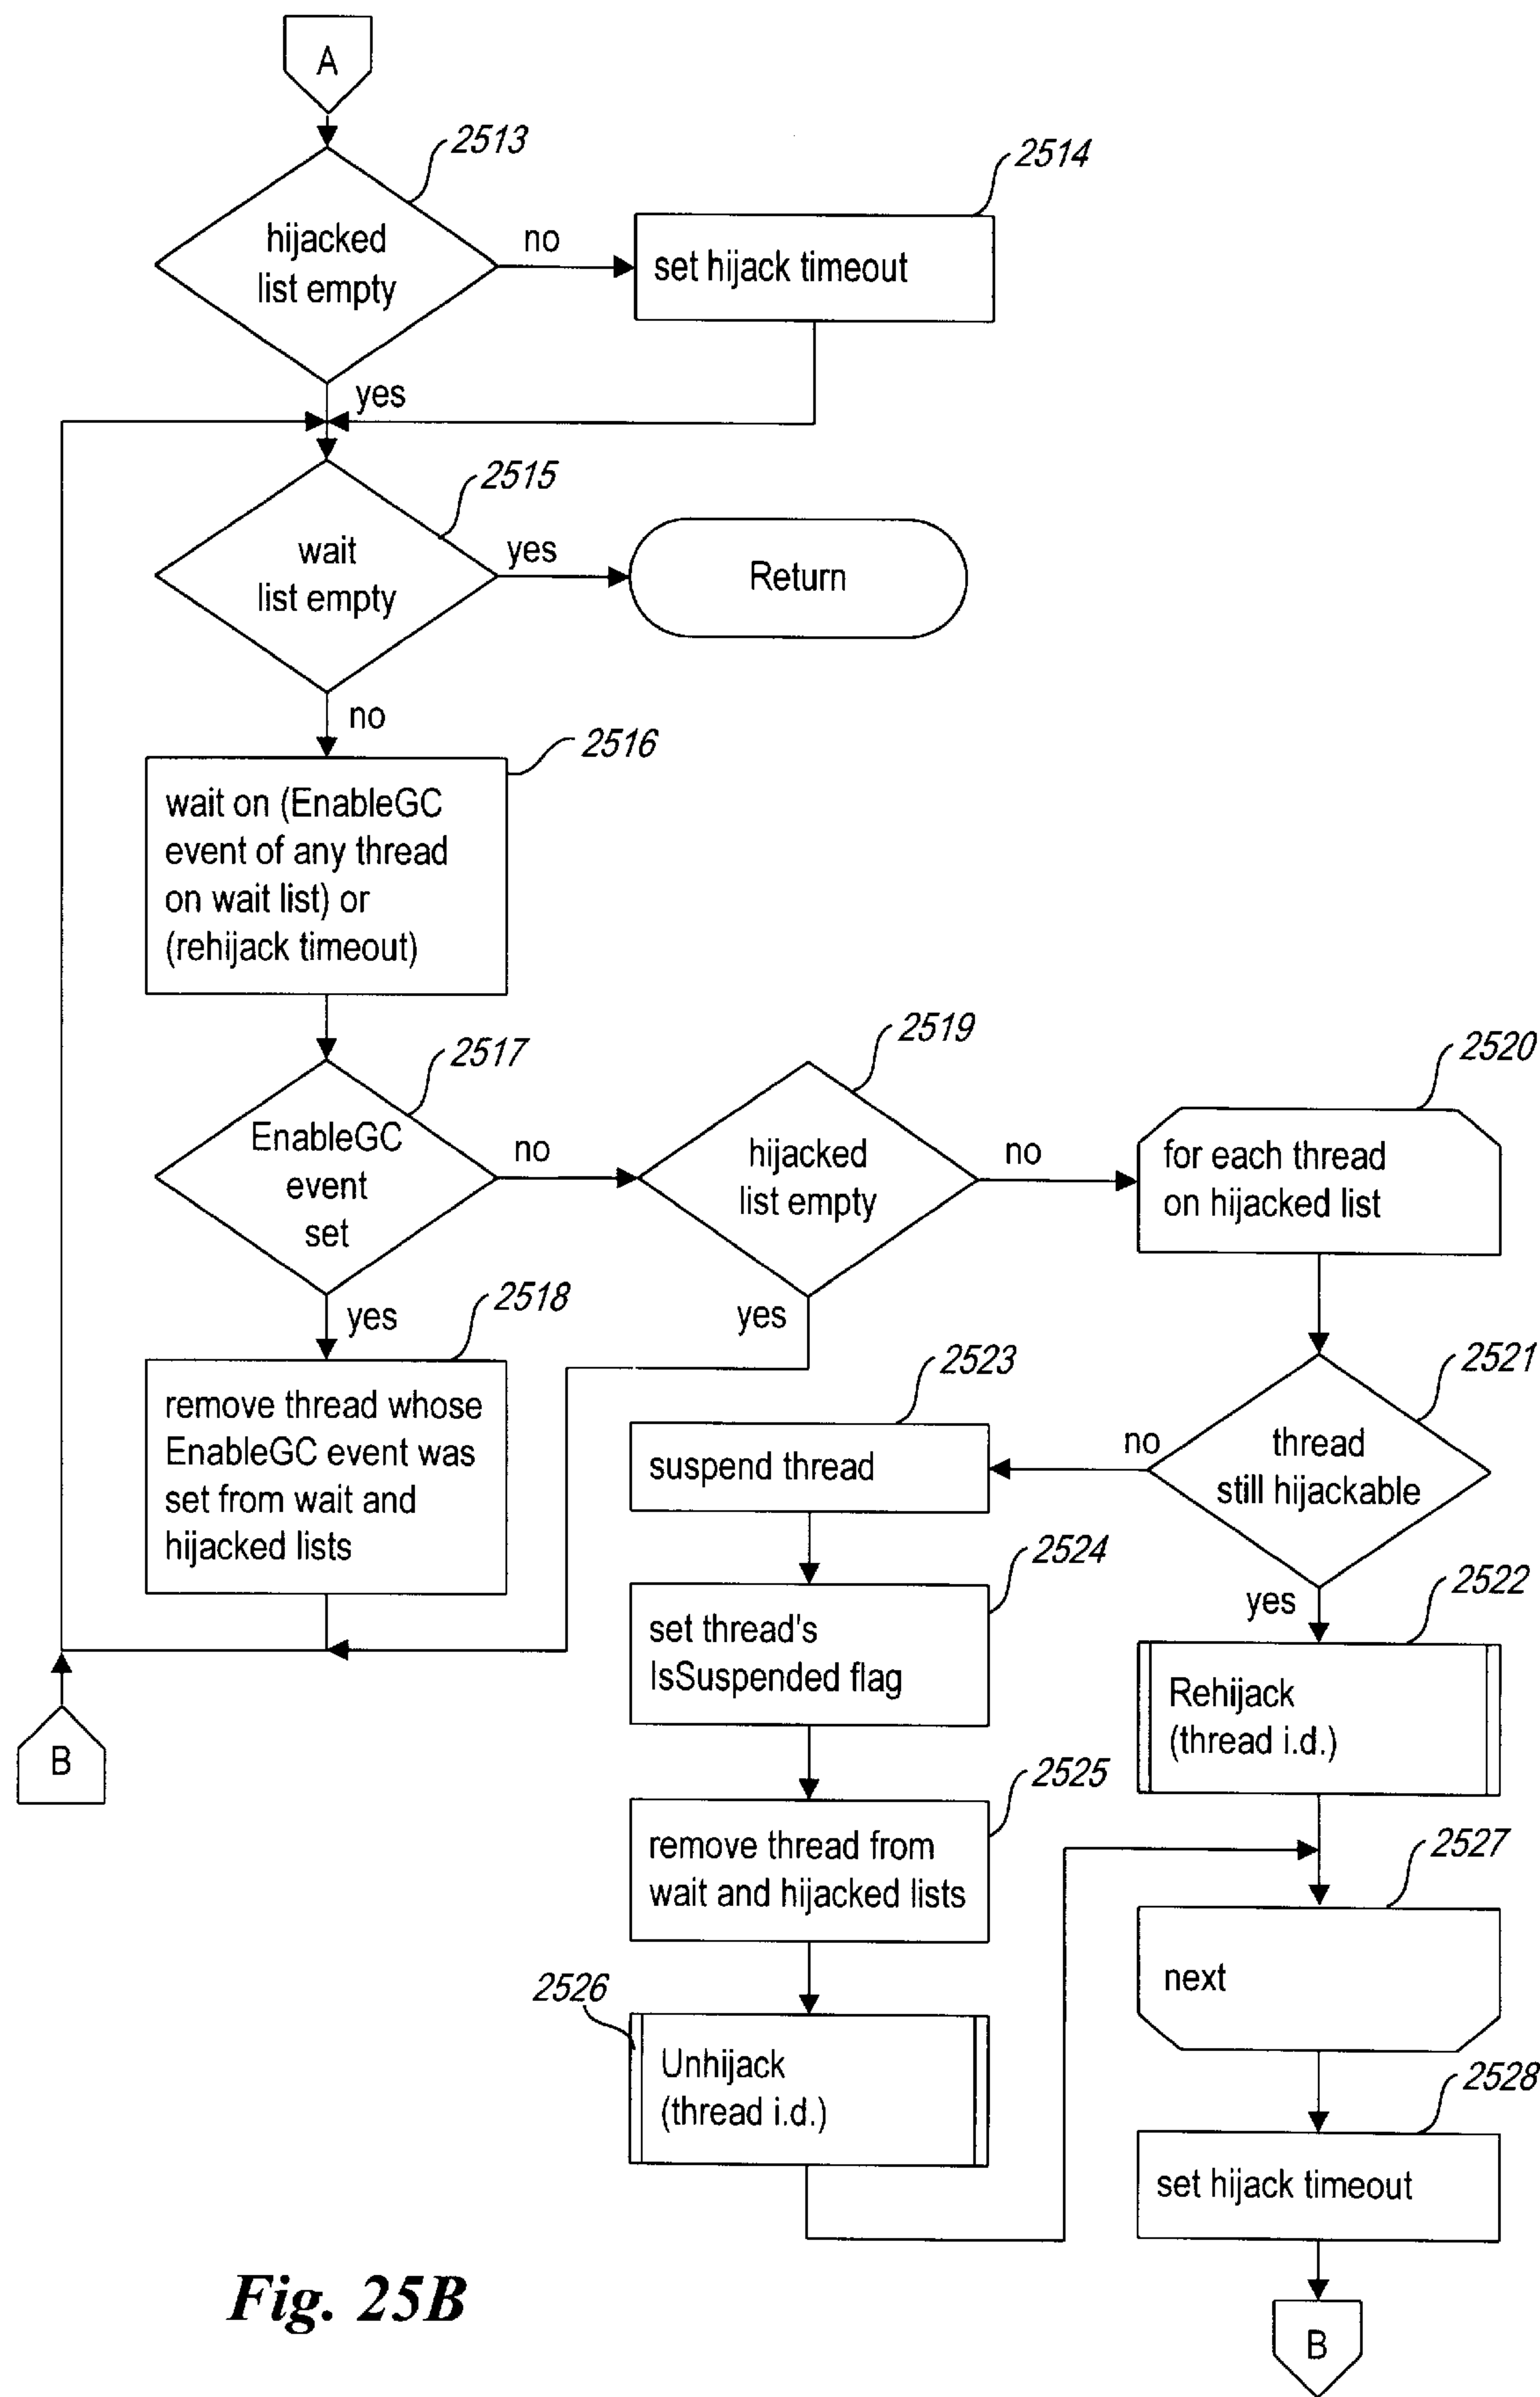 A
2513
hijacked
list empty
no
2514
set hijack timeout
yes
2515
wait
list empty
yes
Return
no
2516
wait on (EnableGC
event of any thread
on wait list) or
(rehijack timeout)
2517
EnableGC
event
set
no
2519
hijacked
list empty
no
2520
for each thread
on hijacked list
yes
2518
remove thread whose
EnableGC event was
set from wait and
hijacked lists
yes
B
2521
thread
still hijackable
no
2523
suspend thread
2524
set thread's
IsSuspended flag
2525
remove thread from
wait and hijacked lists
2526
Unhijack
(thread i.d.)
yes
2522
Rehijack
(thread i.d.)
2527
next
2528
set hijack timeout
B
Fig. 25B